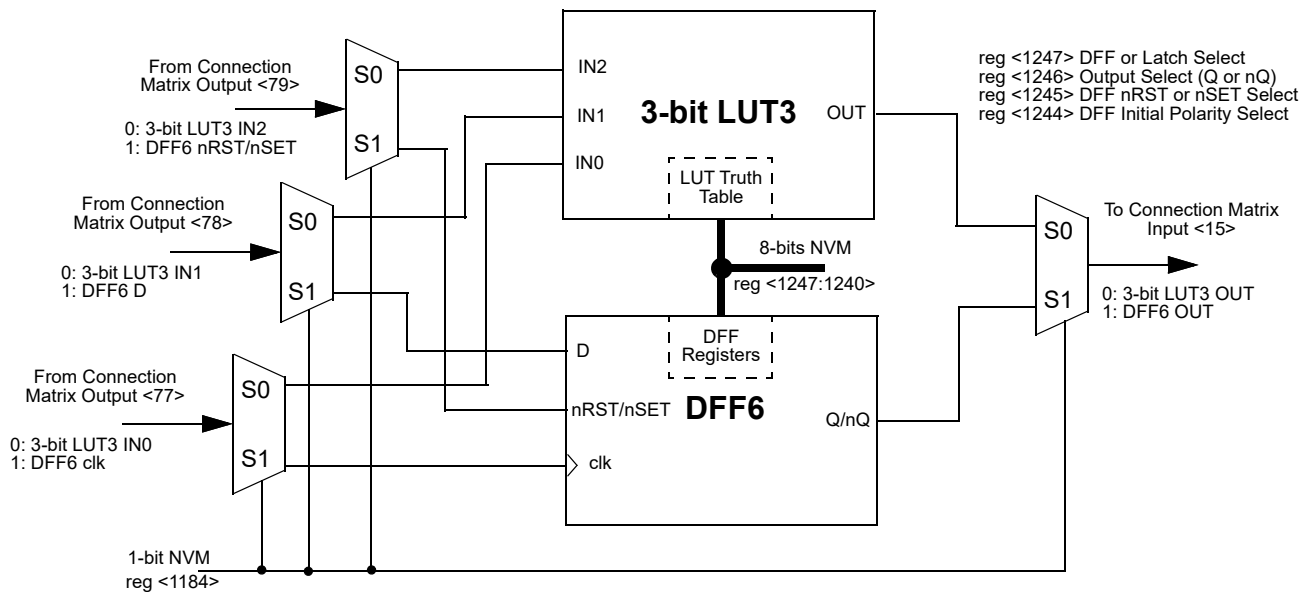 From Connection
Matrix Output <79>
0: 3-bit LUT3 IN2
1: DFF6 nRST/nSET
S0
S1
From Connection
Matrix Output <78>
0: 3-bit LUT3 IN1
1: DFF6 D
S0
S1
From Connection
Matrix Output <77>
0: 3-bit LUT3 IN0
1: DFF6 clk
S0
S1
1-bit NVM
reg <1184>
IN2
IN1
IN0
3-bit LUT3
OUT
LUT Truth
Table
8-bits NVM
reg <1247:1240>
DFF
Registers
D
nRST/nSET
DFF6
Q/nQ
clk
reg <1247> DFF or Latch Select
reg <1246> Output Select (Q or nQ)
reg <1245> DFF nRST or nSET Select
reg <1244> DFF Initial Polarity Select
S0
S1
To Connection Matrix
Input <15>
0: 3-bit LUT3 OUT
1: DFF6 OUT